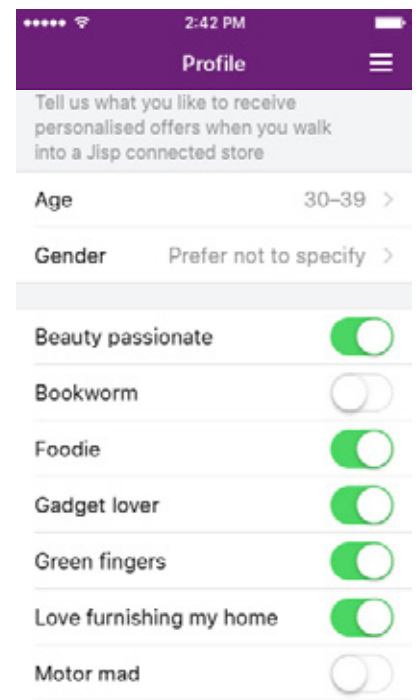 2:42 PM
Profile
Tell us what you like to receive
personalised offers when you walk
into a Jisp connected store
Age 30–39
Gender Prefer not to specify
Beauty passionate
Bookworm
Foodie
Gadget lover
Green fingers
Love furnishing my home
Motor mad